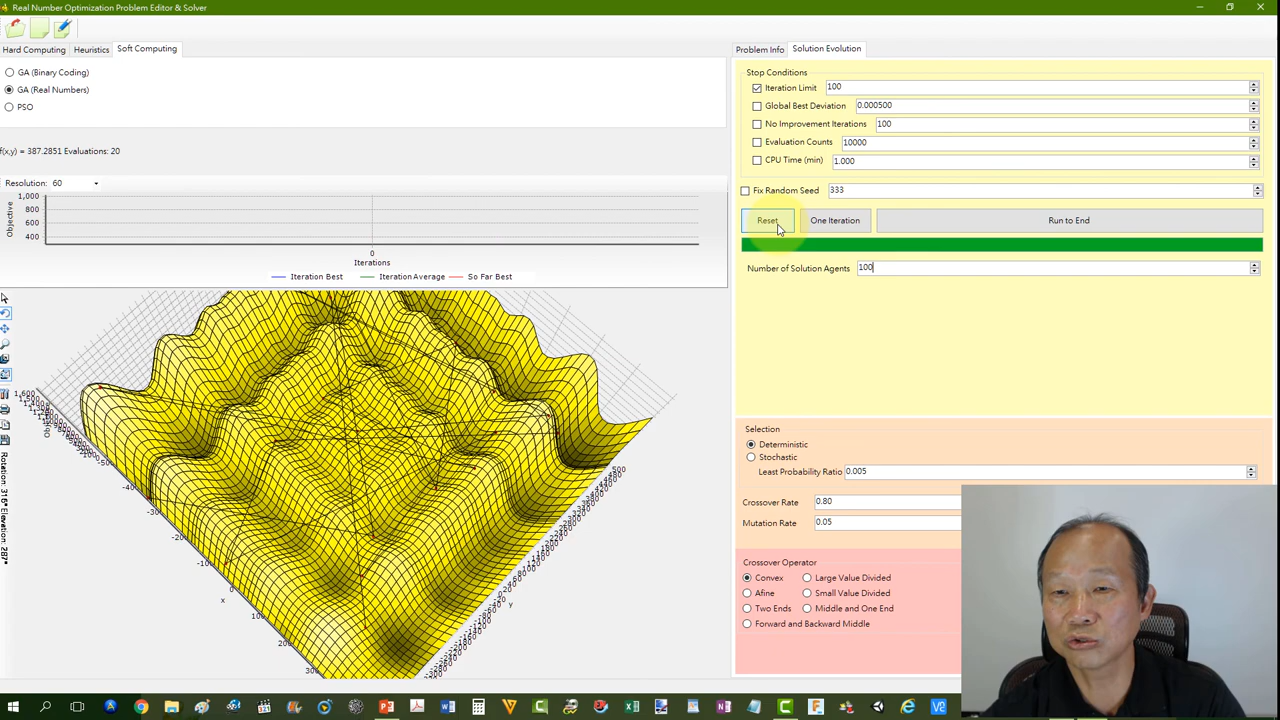 Real Number Optimization Problem Editor & Solver
Hard Computing Heuristics Soft Computing
GA (Binary Coding)
GA (Real Numbers)
PSO
f(x,y) = 387.2851 Evaluations: 20
Resolution: 60
1,000
800
600
400
Objective
0
Iterations
Iteration Best Iteration Average So Far Best
Rotation: 316° Elevation: 287°
x
y
Problem Info Solution Evolution
Stop Conditions
Iteration Limit 100
Global Best Deviation 0.000500
No Improvement Iterations 100
Evaluation Counts 10000
CPU Time (min) 1.000
Fix Random Seed 333
Reset One Iteration Run to End
Number of Solution Agents 100
Selection
Deterministic
Stochastic
Least Probability Ratio 0.005
Crossover Rate 0.80
Mutation Rate 0.05
Crossover Operator
Convex Large Value Divided
Afine Small Value Divided
Two Ends Middle and One End
Forward and Backward Middle